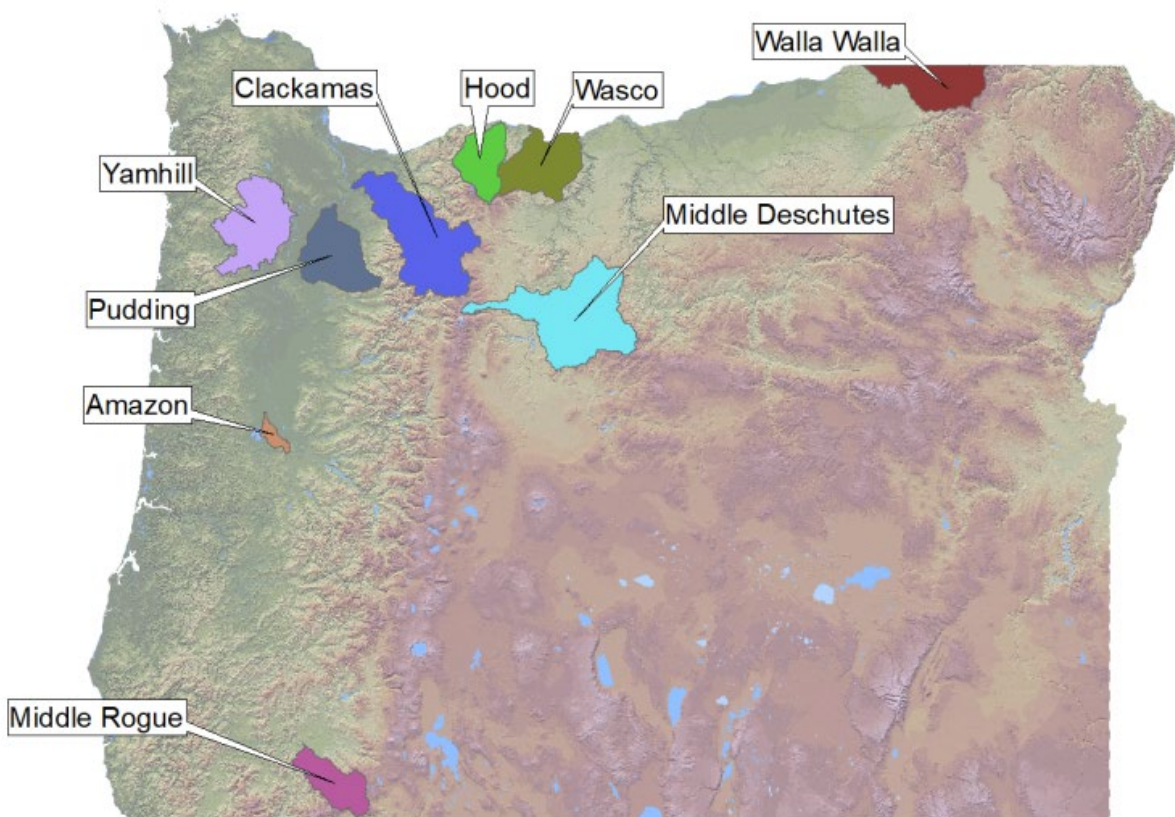 Walla Walla
Clackamas
Hood
Wasco
Yamhill
Middle Deschutes
Pudding
Amazon
Middle Rogue